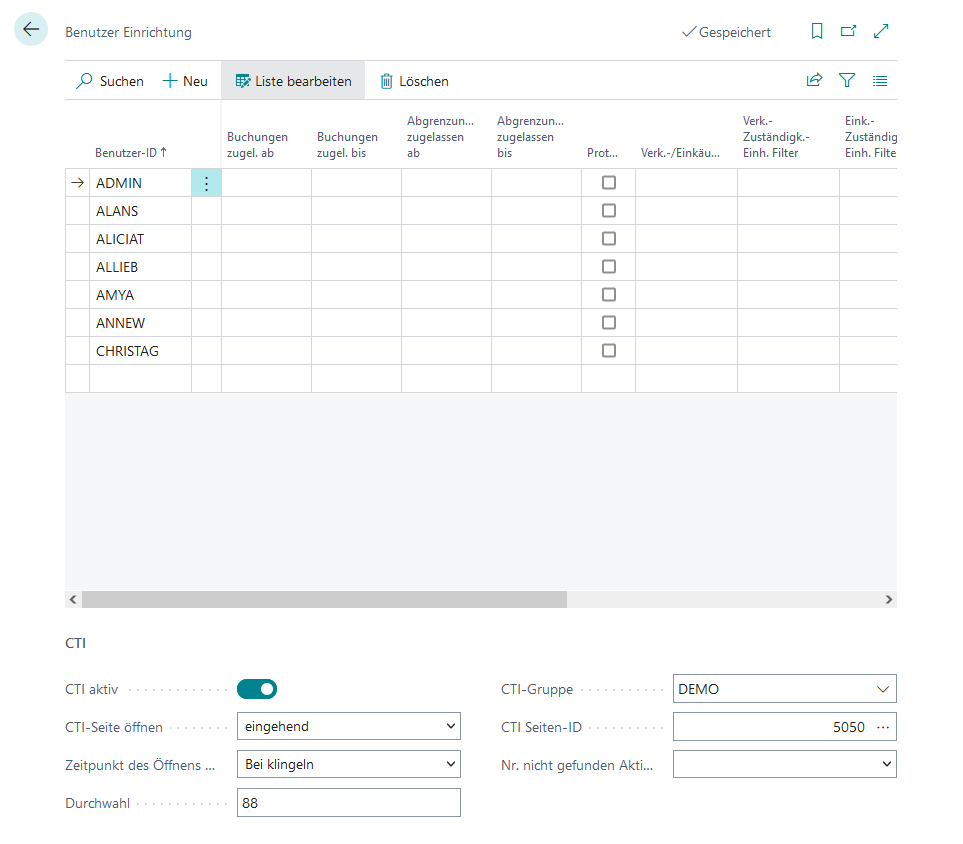 Benutzer Einrichtung
Gespeichert
Suchen Neu Liste bearbeiten Löschen
Benutzer-ID ↑
Buchungen
zugel. ab
Buchungen
zugel. bis
Abgrenzun...
zugelassen
ab
Abgrenzun...
zugelassen
bis
Prot...
Verk.-/Einkäu...
Verk.-
Zuständigk.-
Einh. Filter
Eink.-
Zuständig
Einh. Filte
ADMIN
ALANS
ALICIAT
ALLIEB
AMYA
ANNEW
CHRISTAG
CTI
CTI aktiv
CTI-Gruppe DEMO
CTI-Seite öffnen eingehend
CTI Seiten-ID 5050 ...
Zeitpunkt des Öffnens ... Bei klingeln
Nr. nicht gefunden Akti...
Durchwahl 88